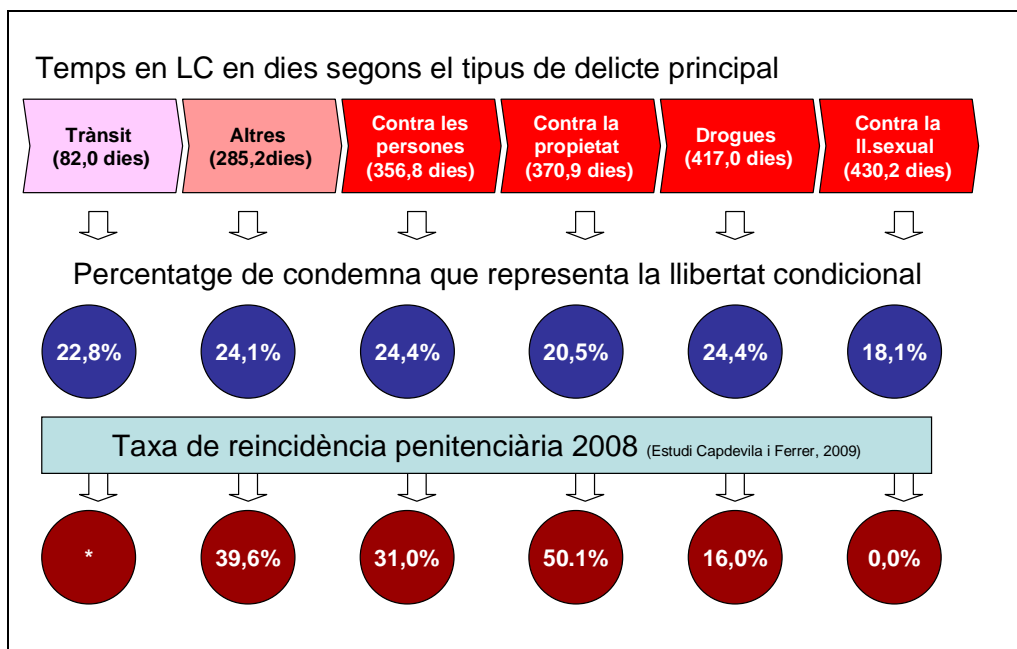 Temps en LC en dies segons el tipus de delicte principal
Trànsit
(82,0 dies)
Altres
(285,2dies)
Contra les
persones
(356,8 dies)
Contra la
propietat
(370,9 dies)
Drogues
(417,0 dies)
Contra la
ll.sexual
(430,2 dies)
Percentatge de condemna que representa la llibertat condicional
22,8%
24,1%
24,4%
20,5%
24,4%
18,1%
Taxa de reincidència penitenciària 2008 (Estudi Capdevila i Ferrer, 2009)
*
39,6%
31,0%
50.1%
16,0%
0,0%